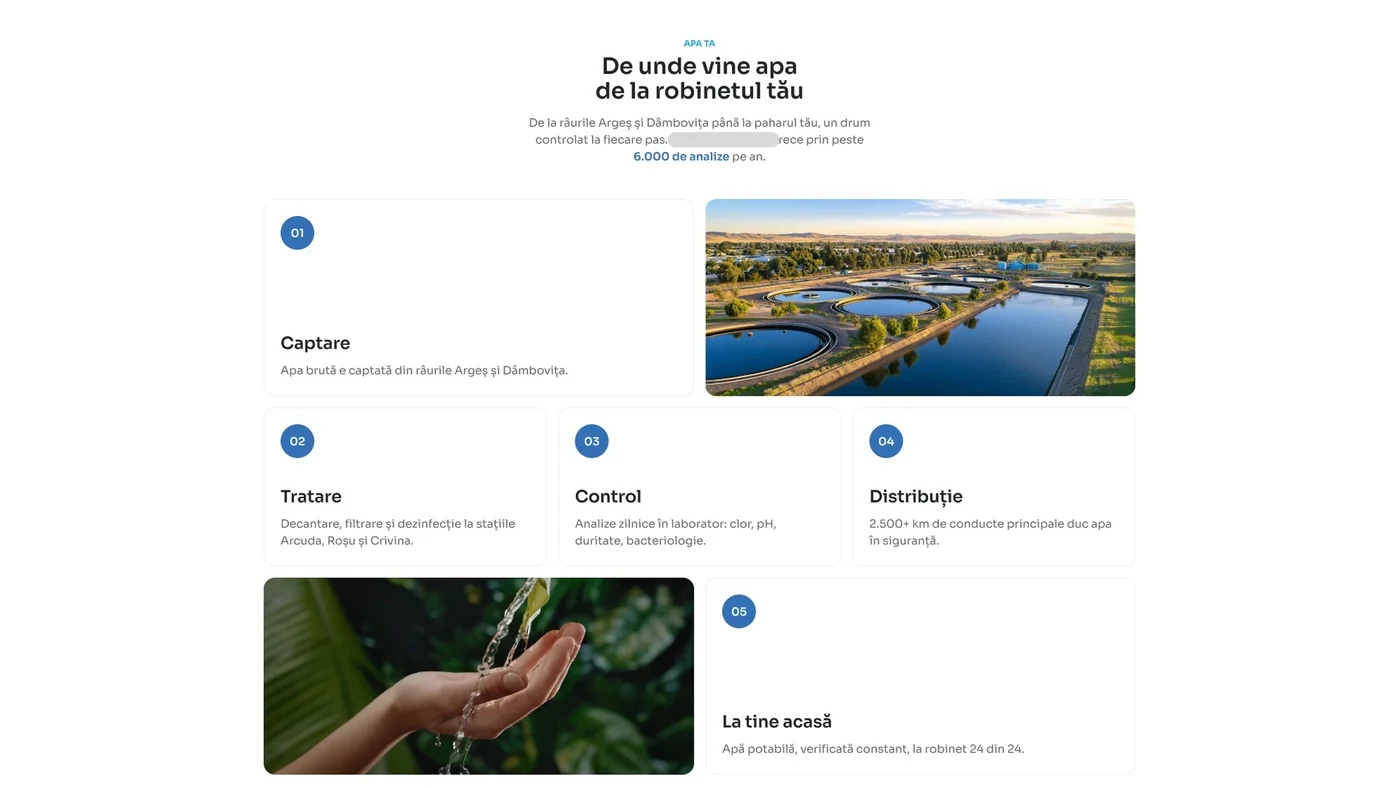 APA TA
De unde vine apa
de la robinetul tău
De la râurile Argeș și Dâmbovița până la paharul tău, un drum
controlat la fiecare pas. rece prin peste
6.000 de analize pe an.
01
Captare
Apa brută e captată din râurile Argeș și Dâmbovița.
02
Tratare
Decantare, filtrare și dezinfecție la stațiile
Arcuda, Roșu și Crivina.
03
Control
Analize zilnice în laborator: clor, pH,
duritate, bacteriologie.
04
Distribuție
2.500+ km de conducte principale duc apa
în siguranță.
05
La tine acasă
Apă potabilă, verificată constant, la robinet 24 din 24.